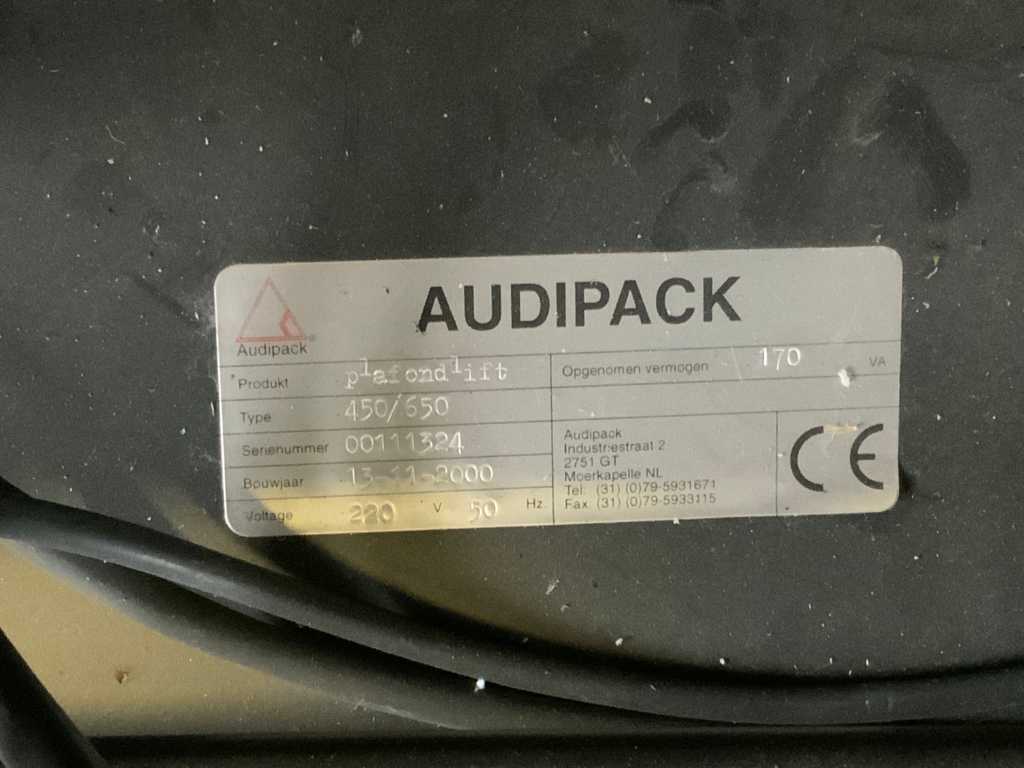 AUDIPACK
Audipack
Produkt plafondlift
Type 450/650
Serienummer 00111324
Bouwjaar 13-11-2000
Voltage 220 V 50 Hz.
Opgenomen vermogen 170 VA
Audipack
Industriestraat 2
2751 GT
Moerkapelle NL
Tel: (31) (0)79-5931671
Fax (31) (0)79-5933115
CE